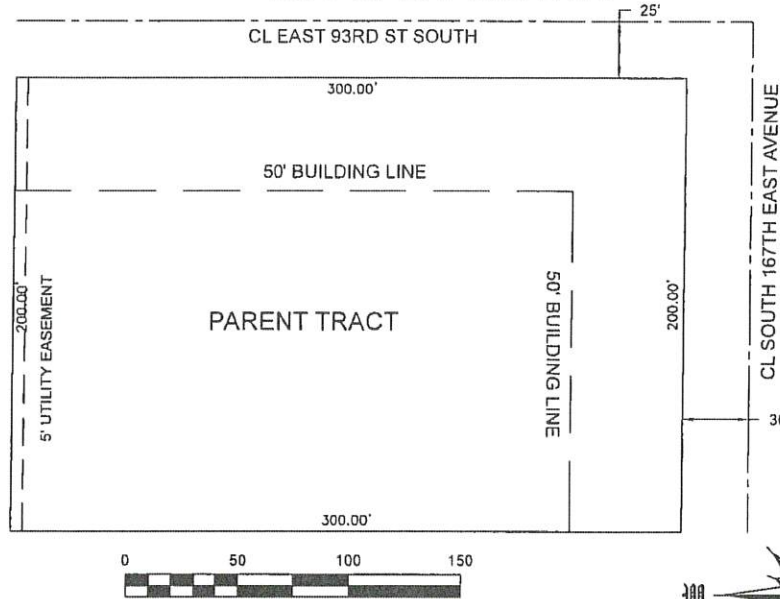 25'
CL EAST 93RD ST SOUTH
300.00'
50' BUILDING LINE
CL SOUTH 167TH EAST AVENUE
200.00'
5' UTILITY EASEMENT
PARENT TRACT
50' BUILDING LINE
200.00'
300.00'
0 50 100 150